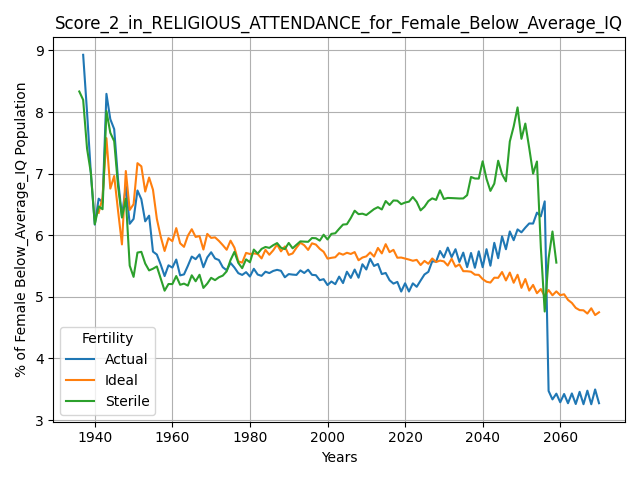 Score_2_in_RELIGIOUS_ATTENDANCE_for_Female_Below_Average_IQ
% of Female Below_Average_IQ Population
9
8
7
6
5
4
3
Fertility
Actual
Ideal
Sterile
1940 1960 1980 2000 2020 2040 2060
Years